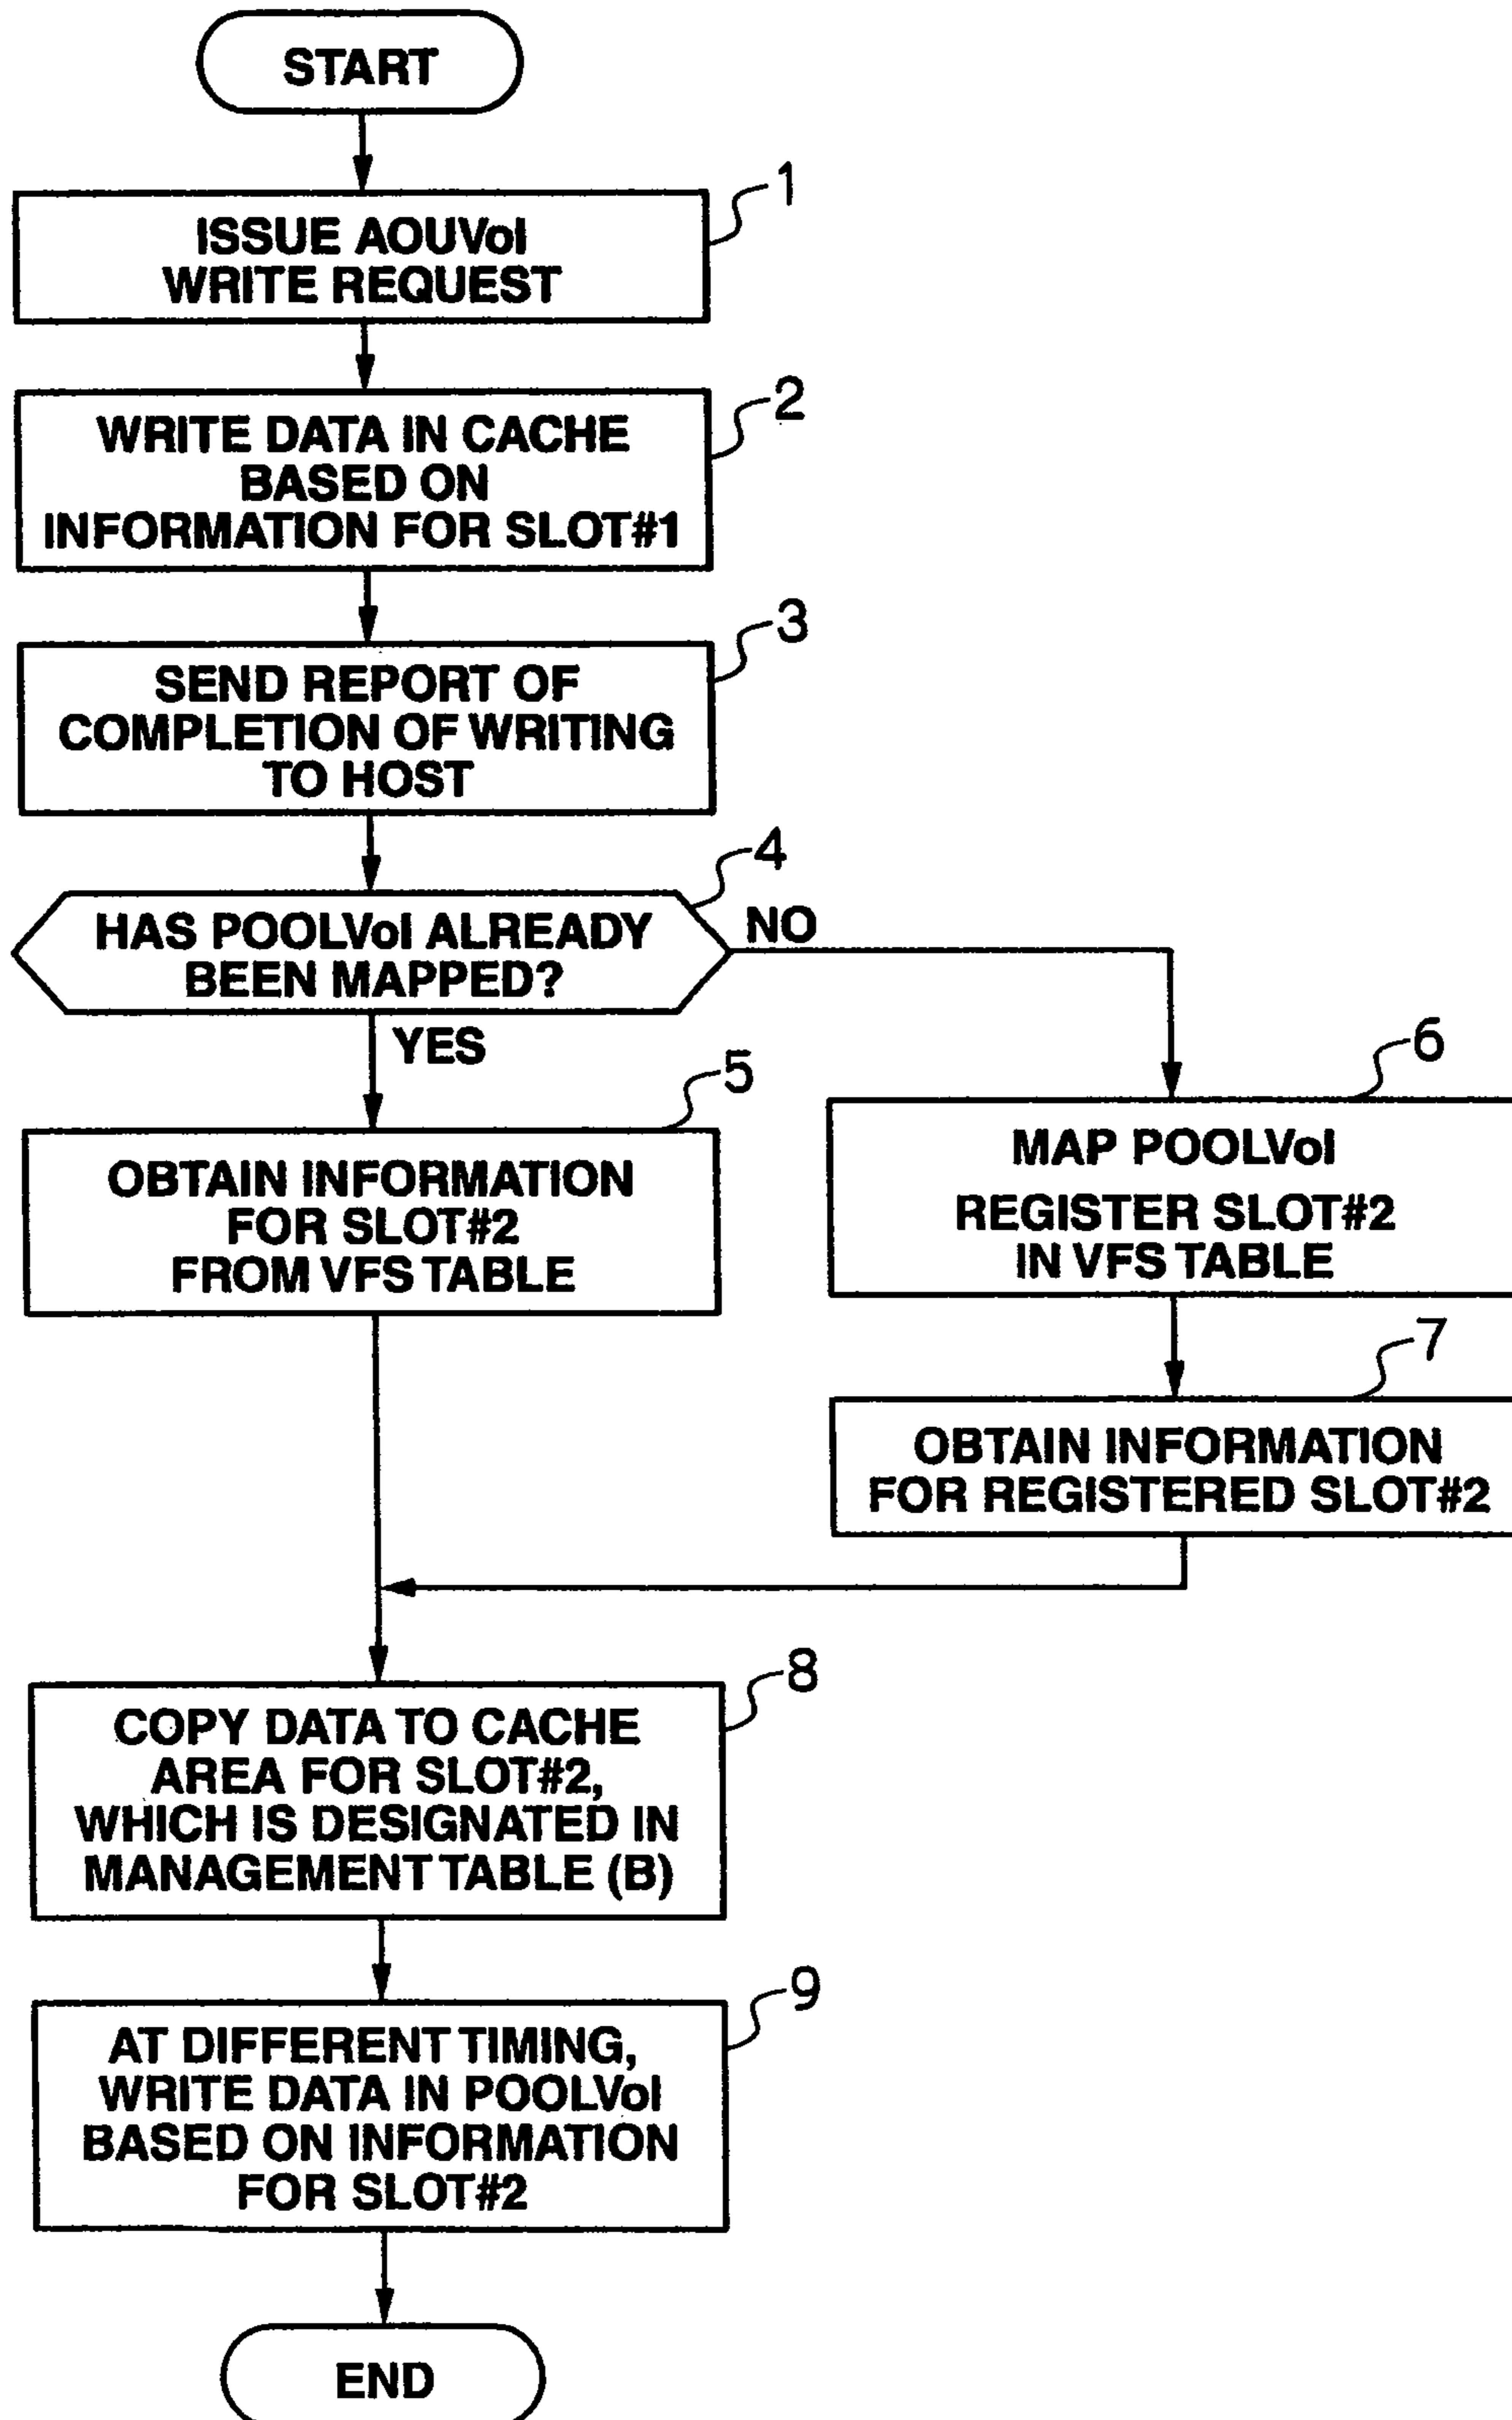 START
1
ISSUE AOUVol
WRITE REQUEST
2
WRITE DATA IN CACHE
BASED ON
INFORMATION FOR SLOT#1
3
SEND REPORT OF
COMPLETION OF WRITING
TO HOST
4
HAS POOLVol ALREADY
BEEN MAPPED?
NO
YES
5
OBTAIN INFORMATION
FOR SLOT#2
FROM VFS TABLE
6
MAP POOLVol
REGISTER SLOT#2
IN VFS TABLE
7
OBTAIN INFORMATION
FOR REGISTERED SLOT#2
8
COPY DATA TO CACHE
AREA FOR SLOT#2,
WHICH IS DESIGNATED IN
MANAGEMENT TABLE (B)
9
AT DIFFERENT TIMING,
WRITE DATA IN POOLVol
BASED ON INFORMATION
FOR SLOT#2
END